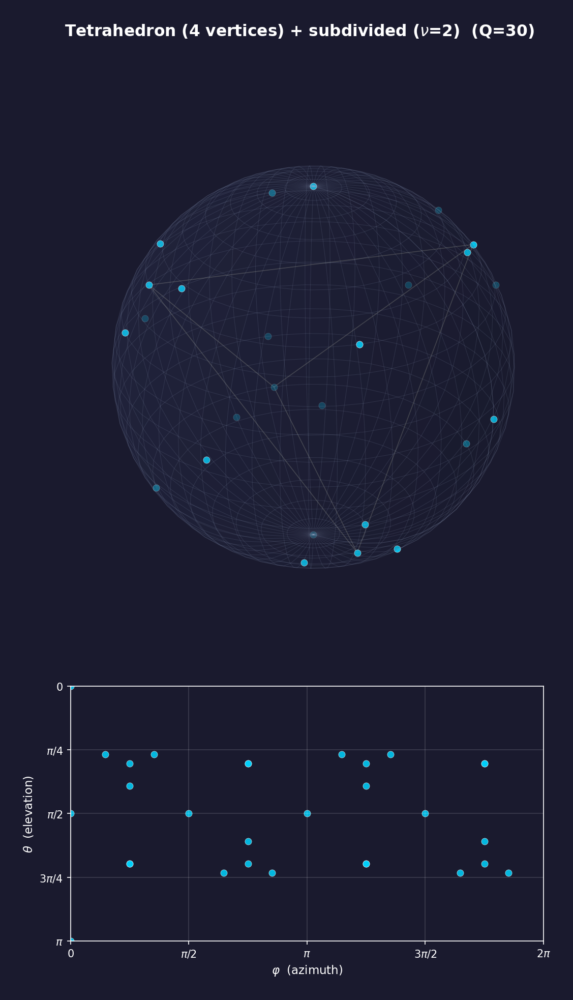 Tetrahedron (4 vertices) + subdivided (ν=2)  (Q=30)
0
π/4
π/2
3π/4
π
θ  (elevation)
0
π/2
π
3π/2
2π
φ  (azimuth)